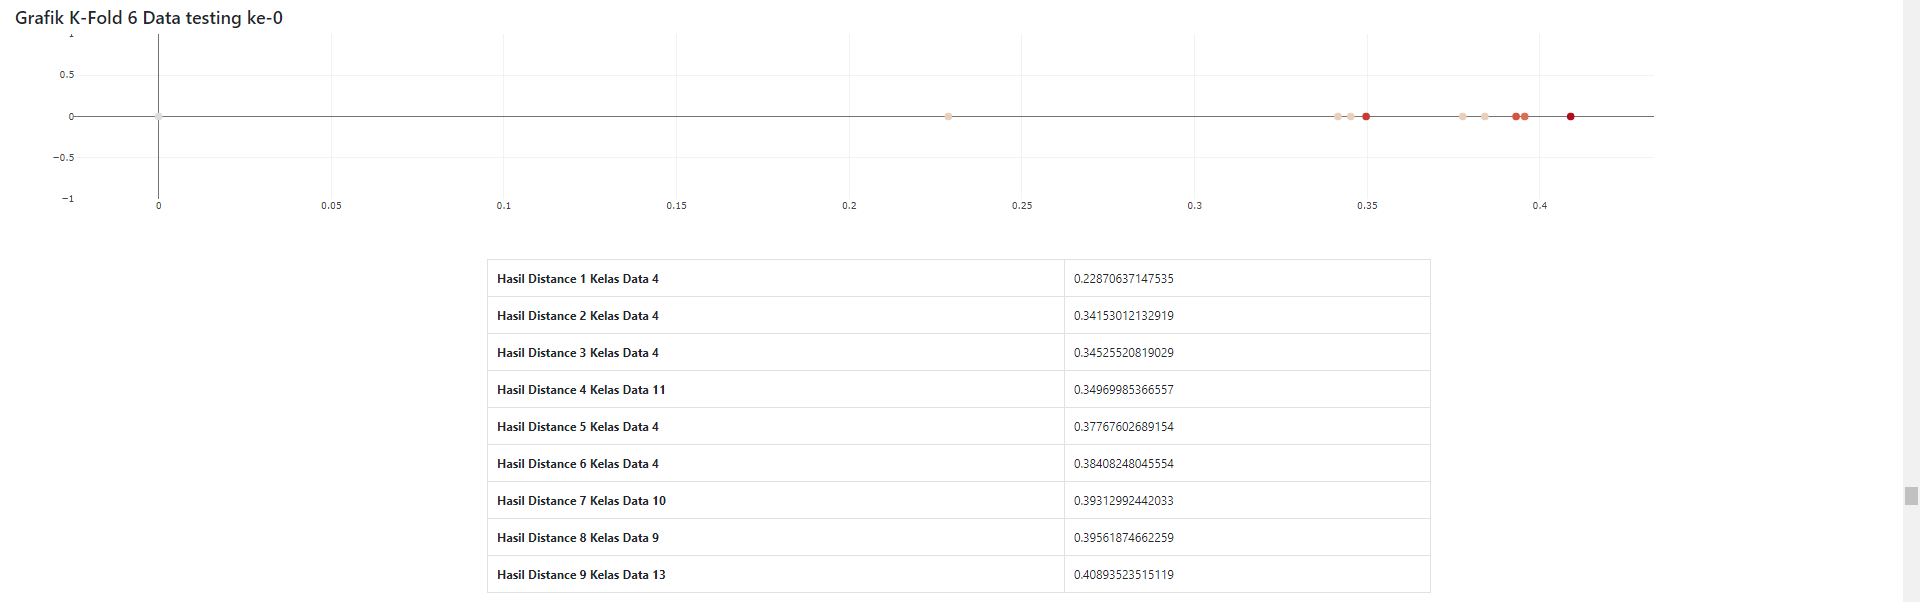 Grafik K-Fold 6 Data testing ke-0
1
0.5
0
−0.5
−1
0 0.05 0.1 0.15 0.2 0.25 0.3 0.35 0.4
Hasil Distance 1 Kelas Data 4 0.22870637147535
Hasil Distance 2 Kelas Data 4 0.34153012132919
Hasil Distance 3 Kelas Data 4 0.34525520819029
Hasil Distance 4 Kelas Data 11 0.34969985366557
Hasil Distance 5 Kelas Data 4 0.37767602689154
Hasil Distance 6 Kelas Data 4 0.38408248045554
Hasil Distance 7 Kelas Data 10 0.39312992442033
Hasil Distance 8 Kelas Data 9 0.39561874662259
Hasil Distance 9 Kelas Data 13 0.40893523515119